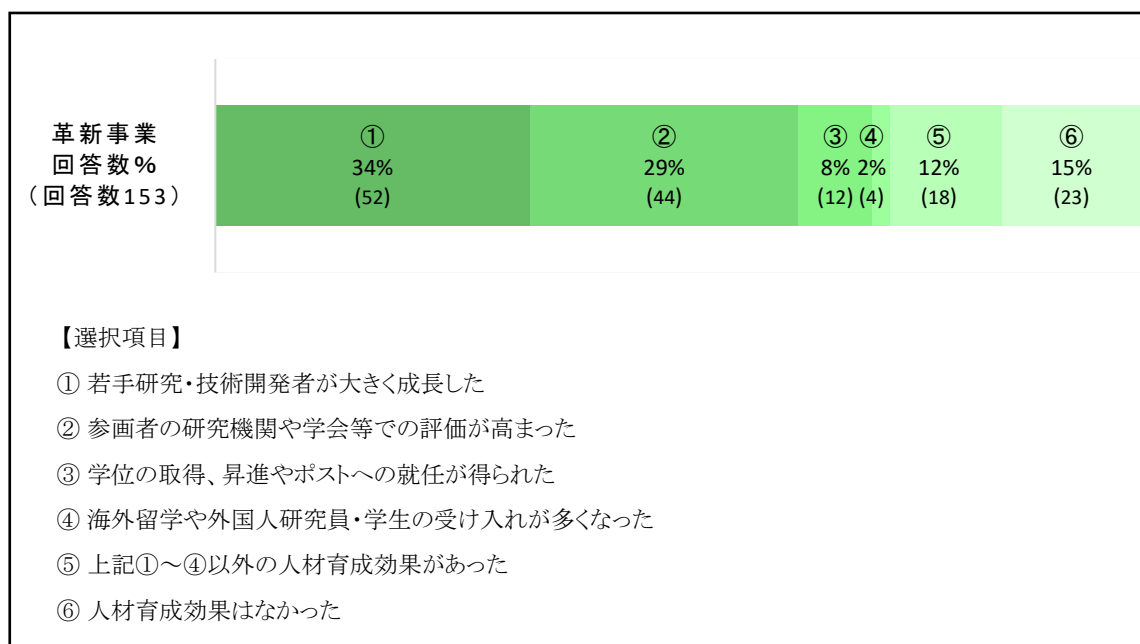 革新事業
回答数%
（回答数153）
① ② ③ ④ ⑤ ⑥
34% 29% 8% 2% 12% 15%
(52) (44) (12) (4) (18) (23)
【選択項目】
① 若手研究・技術開発者が大きく成長した
② 参画者の研究機関や学会等での評価が高まった
③ 学位の取得、昇進やポストへの就任が得られた
④ 海外留学や外国人研究員・学生の受け入れが多くなった
⑤ 上記①～④以外の人材育成効果があった
⑥ 人材育成効果はなかった